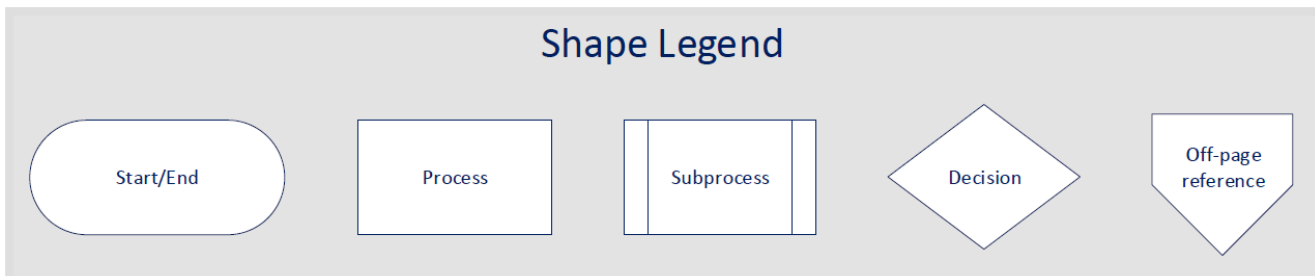 Shape Legend
Start/End
Process
Subprocess
Decision
Off-page
reference